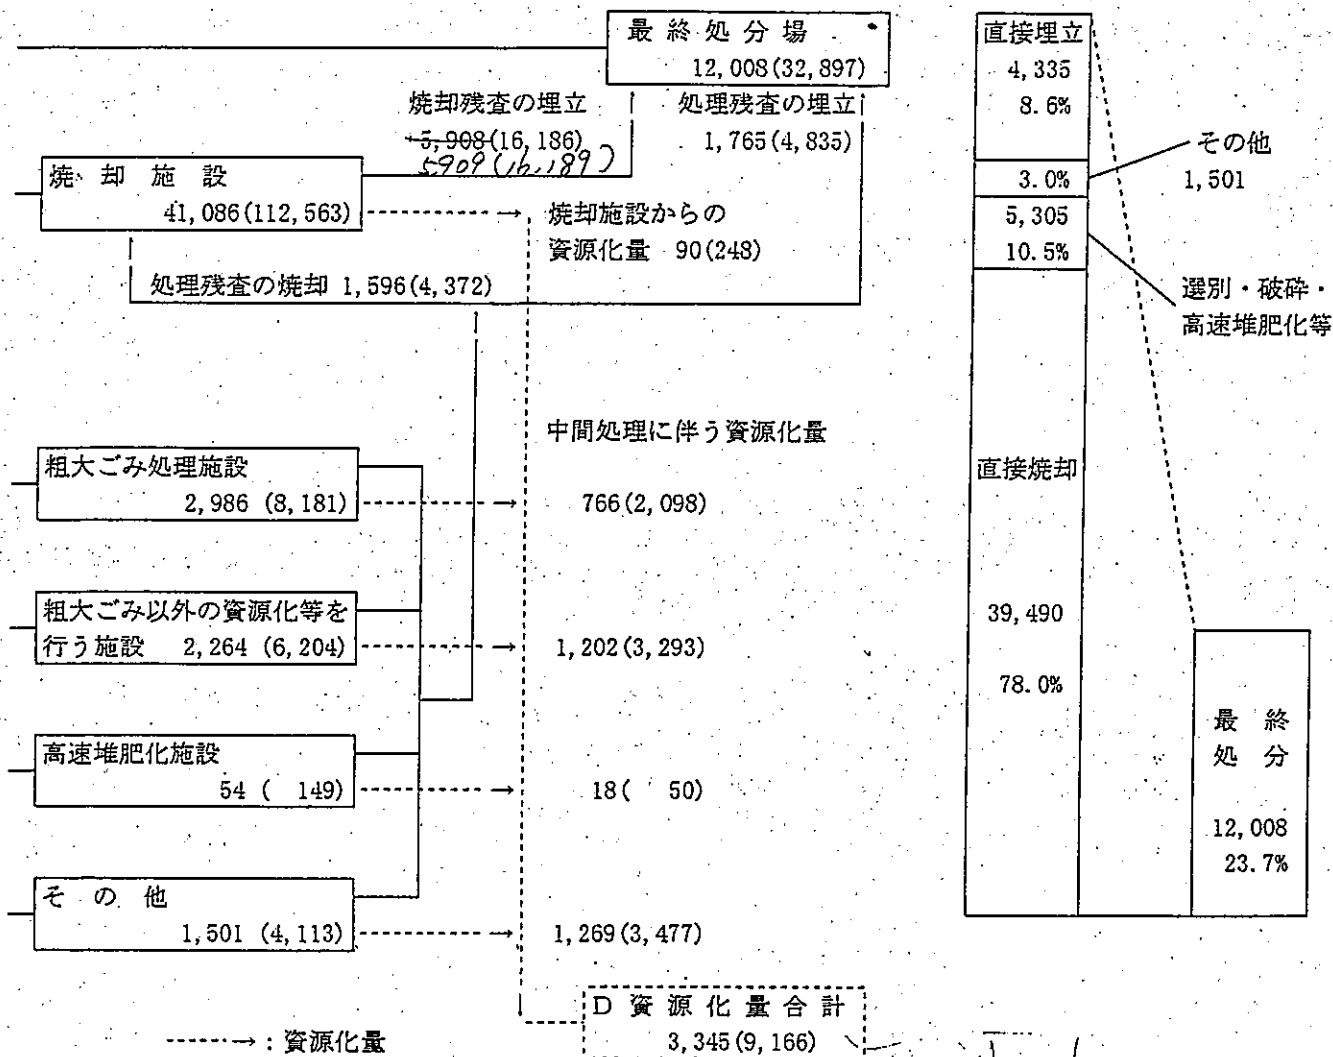 最終処分場
12,008(32,897)
焼却残査の埋立
5,908(16,186)
5909(16,189)
処理残査の埋立
1,765(4,835)
焼却施設
41,086(112,563)
焼却施設からの
資源化量 90(248)
処理残査の焼却 1,596(4,372)
中間処理に伴う資源化量
粗大ごみ処理施設
2,986 (8,181)
766(2,098)
粗大ごみ以外の資源化等を
行う施設 2,264 (6,204)
1,202(3,293)
高速堆肥化施設
54 ( 149)
18( 50)
その他
1,501 (4,113)
1,269(3,477)
D 資源化量合計
3,345(9,166)
------→ : 資源化量
直接埋立
4,335
8.6%
その他
1,501
3.0%
5,305
10.5%
選別・破砕・
高速堆肥化等
直接焼却
39,490
78.0%
最終
処分
12,008
23.7%